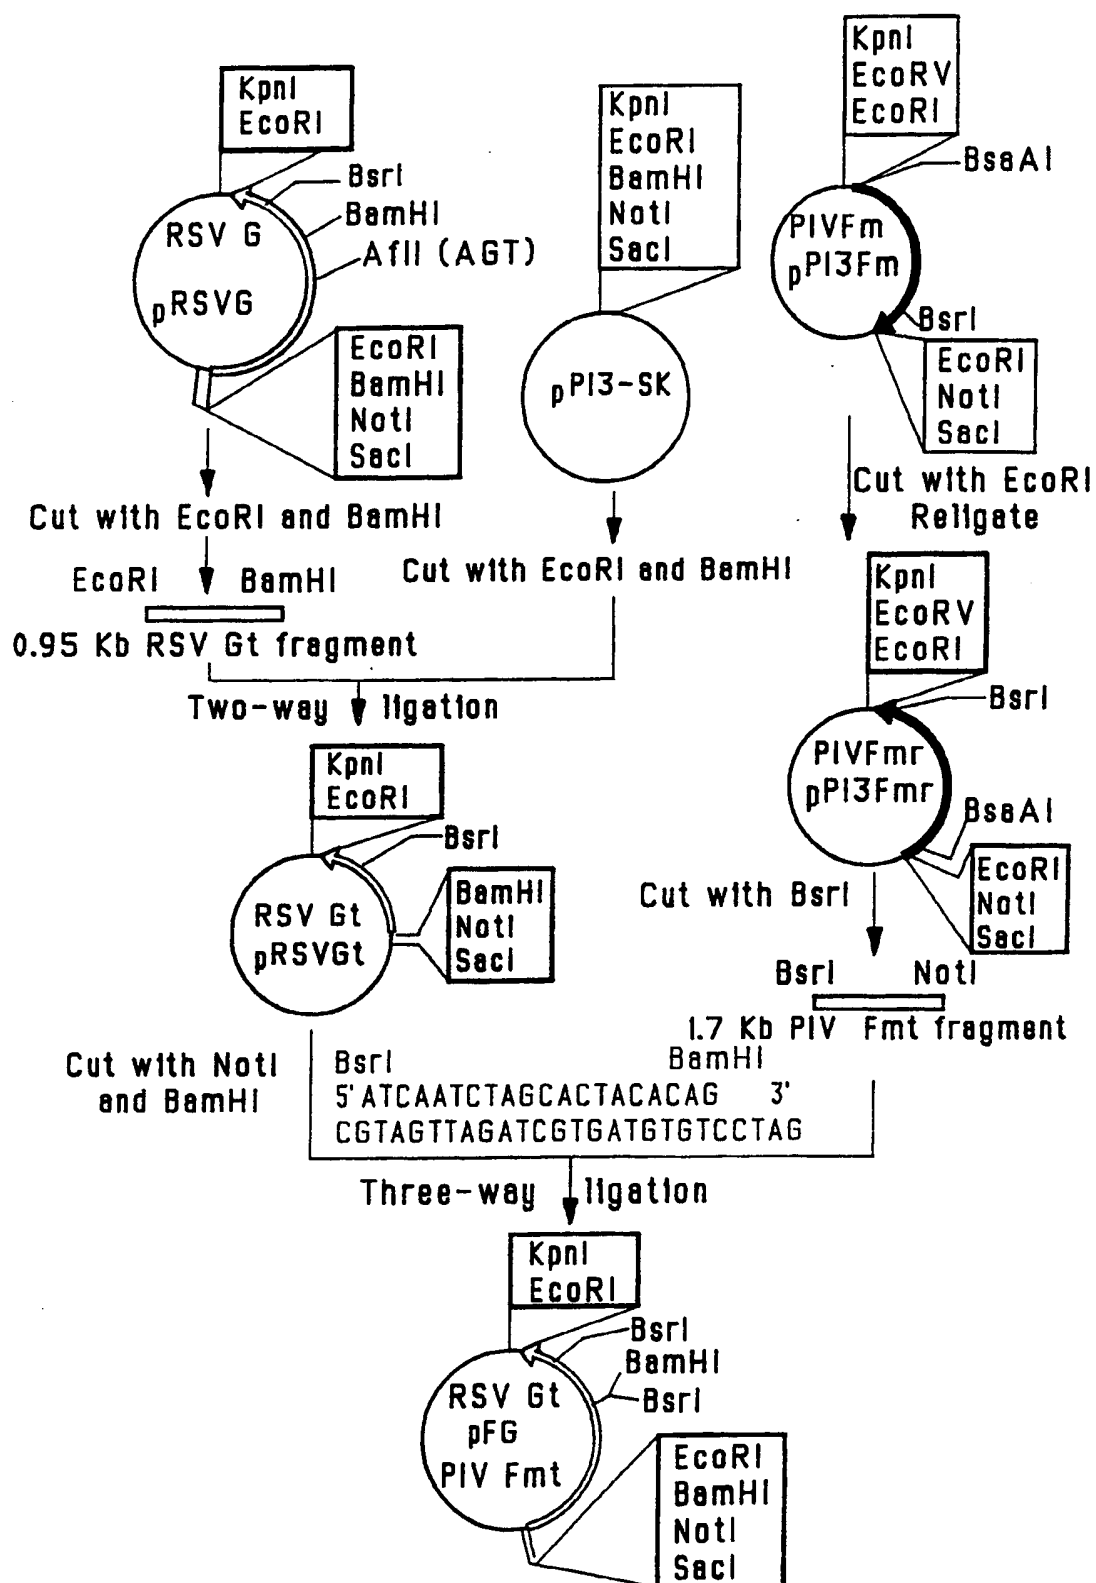 KpnI
EcoRI
BsrI
BamHI
AflI (AGT)
RSV G
pRSVG
EcoRI
BamHI
NotI
SacI
Cut with EcoRI and BamHI
EcoRI BamHI
0.95 Kb RSV Gt fragment
KpnI
EcoRI
BamHI
NotI
SacI
pPI3-SK
Cut with EcoRI and BamHI
KpnI
EcoRV
EcoRI
BsaAI
PIVFm
pPI3Fm
BsrI
EcoRI
NotI
SacI
Cut with EcoRI
Religate
KpnI
EcoRV
EcoRI
BsrI
PIVFmr
pPI3Fmr
BsaAI
EcoRI
NotI
SacI
Cut with BsrI
BsrI NotI
1.7 Kb PIV Fmt fragment
Two-way ligation
KpnI
EcoRI
BsrI
RSV Gt
pRSVGt
BamHI
NotI
SacI
Cut with NotI
and BamHI
BsrI BamHI
5' ATCAATCTAGCACTACACAG 3'
CGTAGTTAGATCGTGATGTGTCCTAG
Three-way ligation
KpnI
EcoRI
BsrI
BamHI
BsrI
RSV Gt
pFG
PIV Fmt
EcoRI
BamHI
NotI
SacI